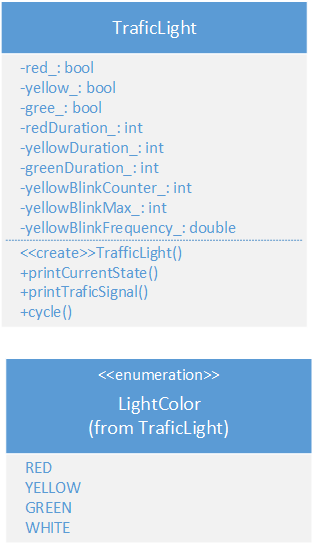 TraficLight
-red_: bool
-yellow_: bool
-gree_: bool
-redDuration_: int
-yellowDuration_: int
-greenDuration_: int
-yellowBlinkCounter_: int
-yellowBlinkMax_: int
-yellowBlinkFrequency_: double
<<create>>TrafficLight()
+printCurrentState()
+printTraficSignal()
+cycle()
<<enumeration>>
LightColor
(from TraficLight)
RED
YELLOW
GREEN
WHITE